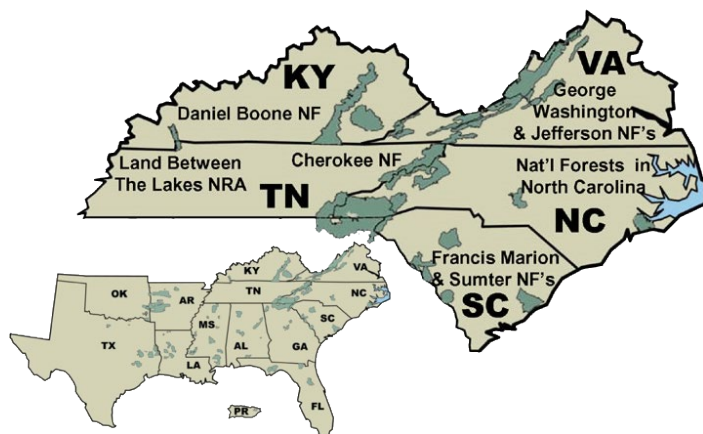 KY
Daniel Boone NF
VA
George
Washington
& Jefferson NF's
Land Between
The Lakes NRA
Cherokee NF
TN
Nat'l Forests in
North Carolina
NC
Francis Marion
& Sumter NF's
SC
KY
VA
OK
AR
TN
NC
MS
SC
TX
AL
GA
LA
FL
PR